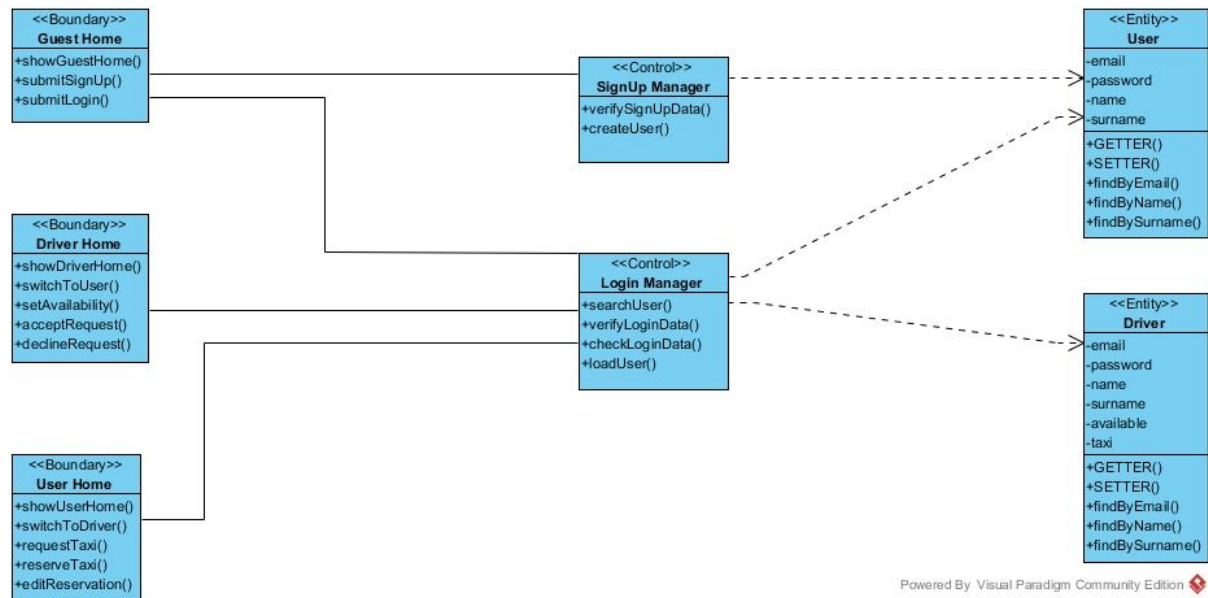 <<Boundary>>
Guest Home
+showGuestHome()
+submitSignUp()
+submitLogin()
<<Control>>
SignUp Manager
+verifySignUpData()
+createUser()
<<Entity>>
User
-email
-password
-name
-surname
+GETTER()
+SETTER()
+findByEmail()
+findByName()
+findBySurname()
<<Boundary>>
Driver Home
+showDriverHome()
+switchToUser()
+setAvailability()
+acceptRequest()
+declineRequest()
<<Control>>
Login Manager
+searchUser()
+verifyLoginData()
+checkLoginData()
+loadUser()
<<Entity>>
Driver
-email
-password
-name
-surname
-available
-taxi
+GETTER()
+SETTER()
+findByEmail()
+findByName()
+findBySurname()
<<Boundary>>
User Home
+showUserHome()
+switchToDriver()
+requestTaxi()
+reserveTaxi()
+editReservation()
Powered By Visual Paradigm Community Edition